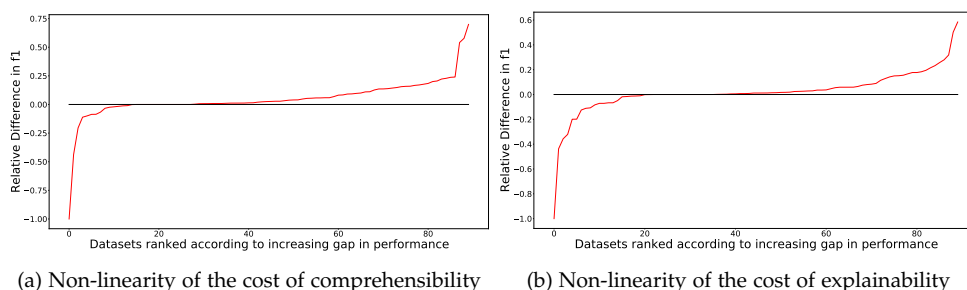 0.75
0.50
0.25
0.00
−0.25
−0.50
−0.75
−1.00
Relative Difference in f1
0 20 40 60 80
Datasets ranked according to increasing gap in performance
(a) Non-linearity of the cost of comprehensibility
0.6
0.4
0.2
0.0
−0.2
−0.4
−0.6
−0.8
−1.0
Relative Difference in f1
0 20 40 60 80
Datasets ranked according to increasing gap in performance
(b) Non-linearity of the cost of explainability